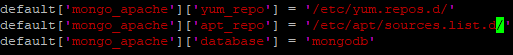 default['mongo_apache']['yum_repo'] = '/etc/yum.repos.d/'
default['mongo_apache']['apt_repo'] = '/etc/apt/sources.list.d/'
default['mongo_apache']['database'] = 'mongodb'